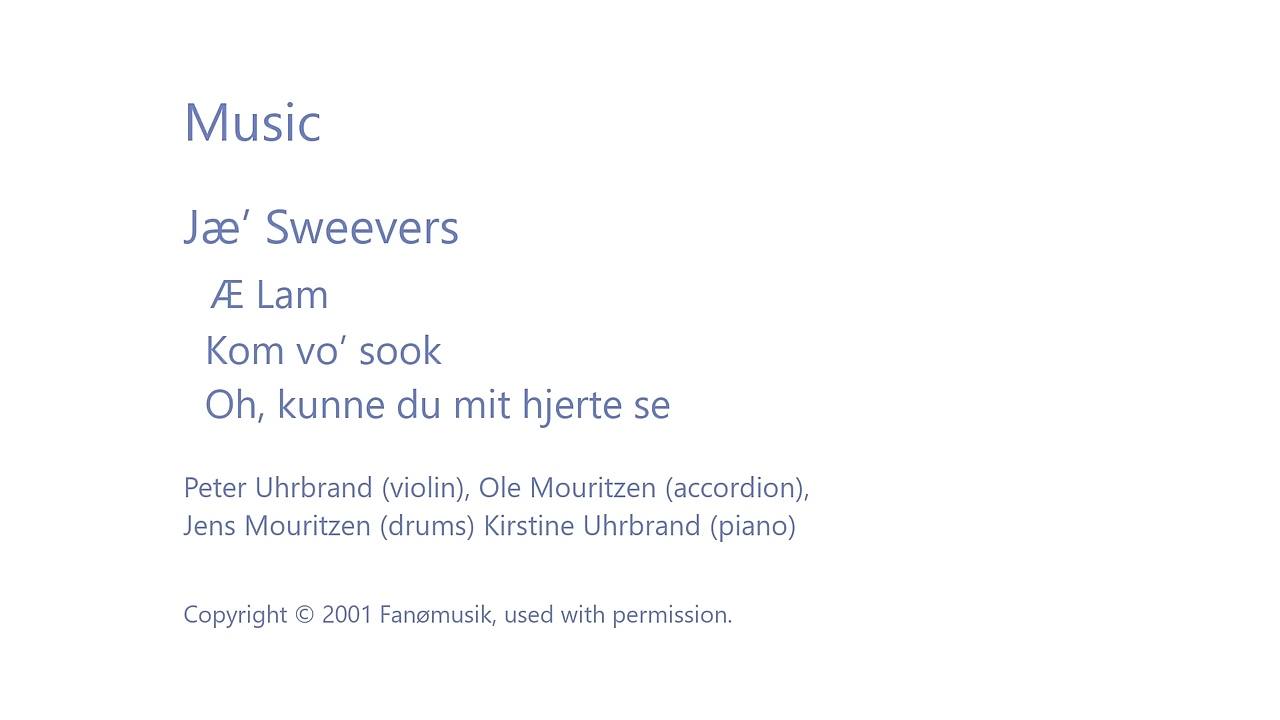 Music
Jæ’ Sweevers
Æ Lam
Kom vo’ sook
Oh, kunne du mit hjerte se
Peter Uhrbrand (violin), Ole Mouritzen (accordion),
Jens Mouritzen (drums) Kirstine Uhrbrand (piano)
Copyright © 2001 Fanømusik, used with permission.